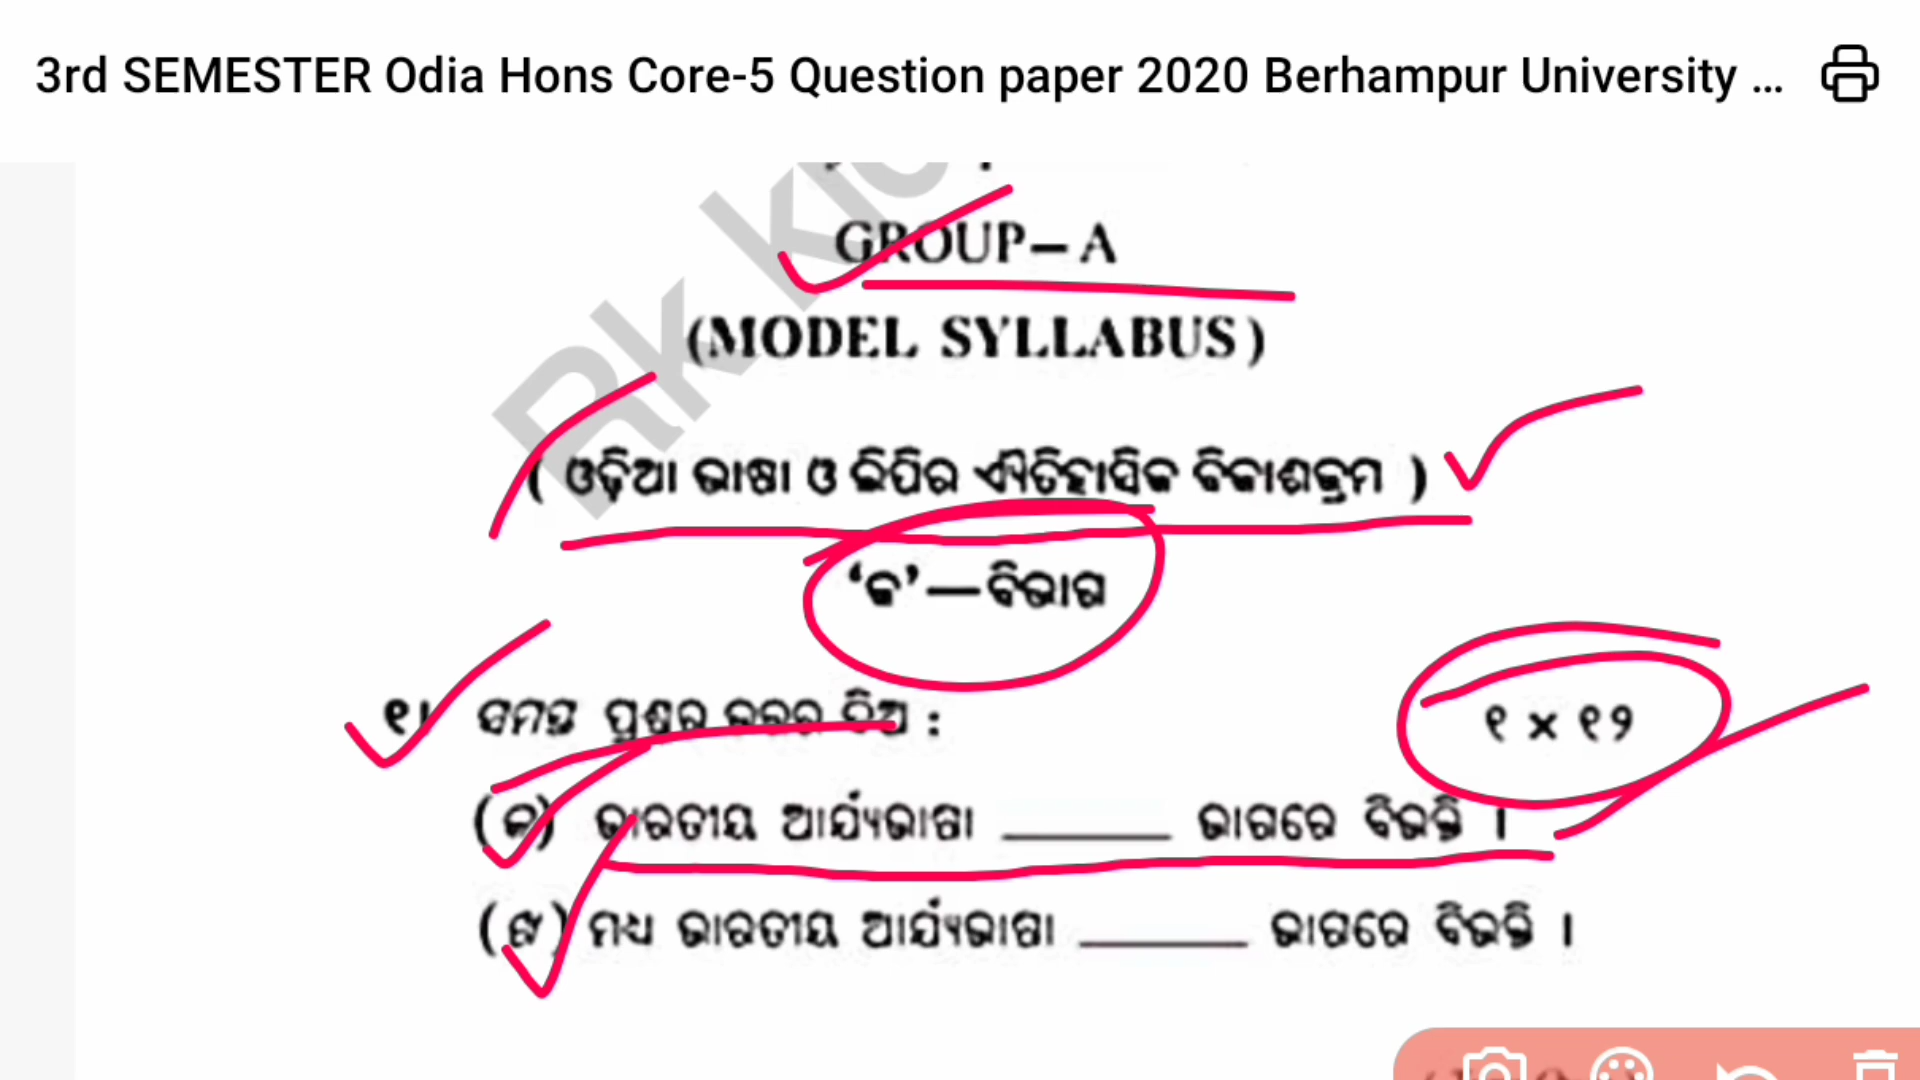 3rd SEMESTER Odia Hons Core-5 Question paper 2020 Berhampur University ...
GROUP – A
(MODEL SYLLABUS)
( ଓଡ଼ିଆ ଭାଷା ଓ ଲିପିର ଐତିହାସିକ ବିକାଶକ୍ରମ )
‘କ’—ବିଭାଗ
୧। ସମସ୍ତ ପ୍ରଶ୍ନର ଉତ୍ତର ଦିଅ : ୧ × ୧୨
(କ) ଭାରତୀୟ ଆର୍ଯ୍ୟଭାଷା ______ ଭାଗରେ ବିଭକ୍ତ ।
(ଖ) ମଧ୍ୟ ଭାରତୀୟ ଆର୍ଯ୍ୟଭାଷା ______ ଭାଗରେ ବିଭକ୍ତ ।